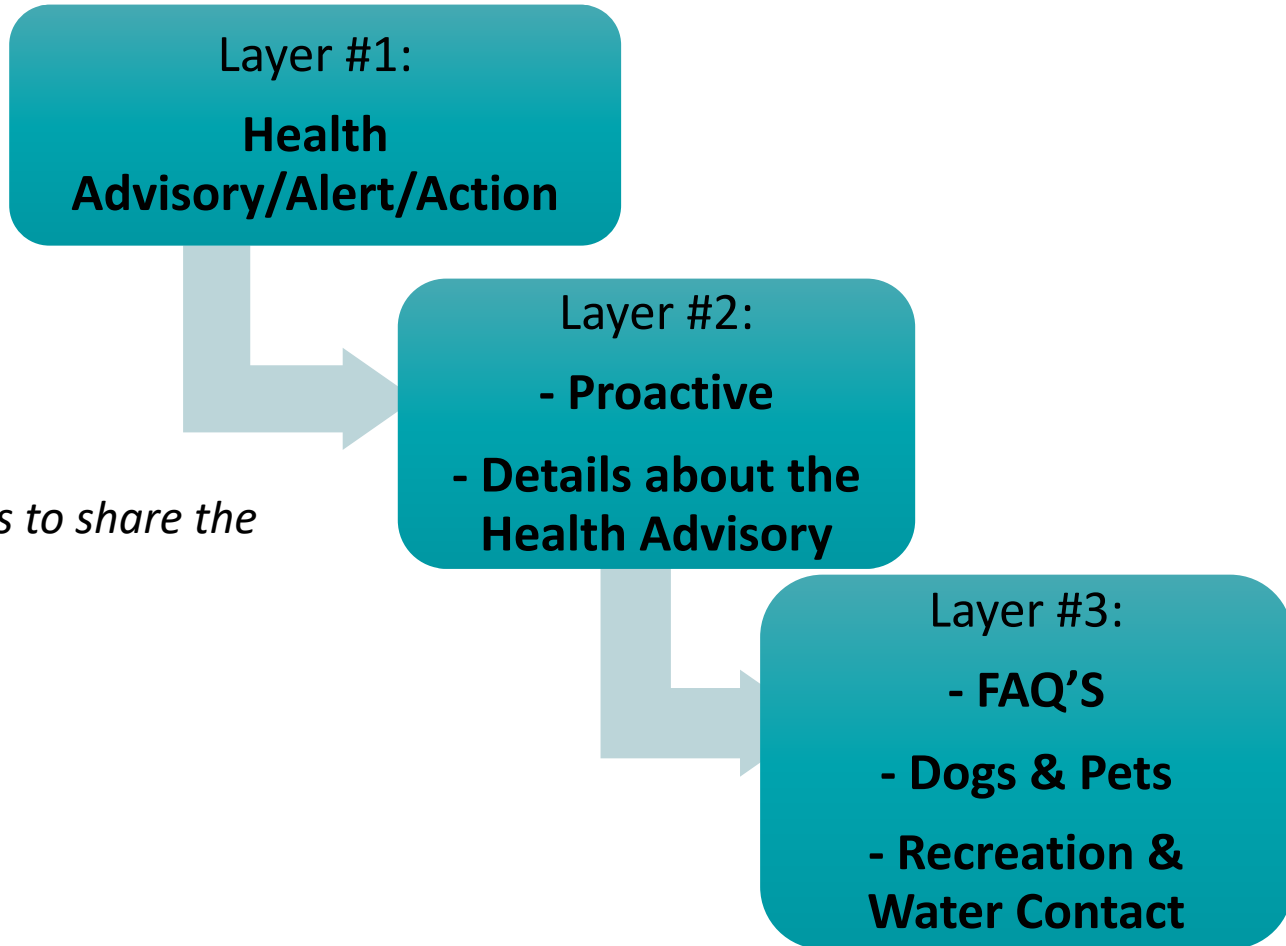 Layer #1:
Health
Advisory/Alert/Action
Layer #2:
- Proactive
- Details about the
Health Advisory
s to share the
Layer #3:
- FAQ’S
- Dogs & Pets
- Recreation &
Water Contact